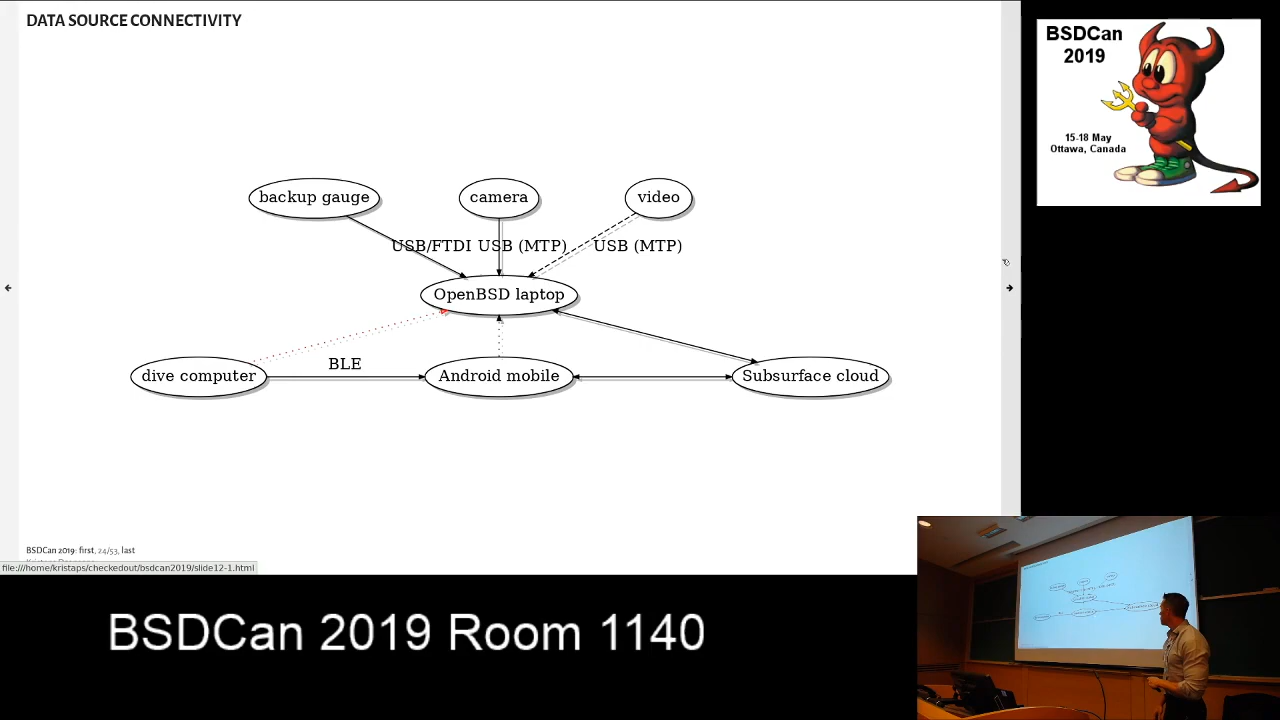 DATA SOURCE CONNECTIVITY
BSDCan
2019
15-18 May
Ottawa, Canada
backup gauge
camera
video
USB/FTDI
USB (MTP)
USB (MTP)
OpenBSD laptop
BLE
dive computer
Android mobile
Subsurface cloud
BSDCan 2019: first, 24/53, last
file:///home/kristaps/checkedout/bsdcan2019/slide12-1.html
BSDCan 2019 Room 1140